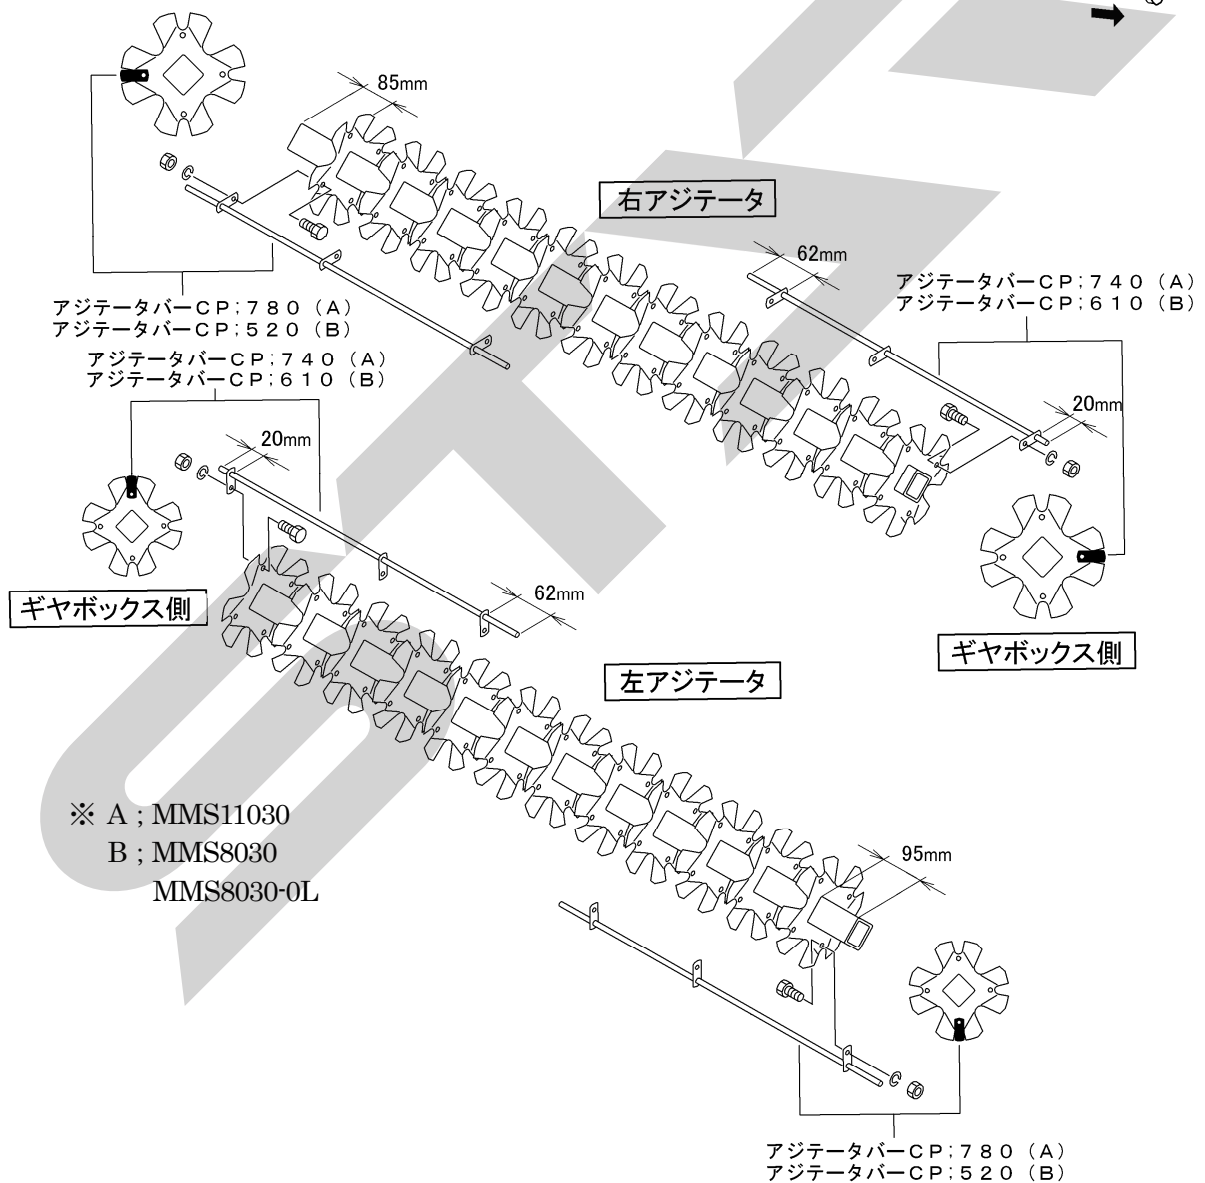 85mm
右アジテータ
62mm
アジテータバーCP;740(A)
アジテータバーCP;610(B)
アジテータバーCP;780(A)
アジテータバーCP;520(B)
アジテータバーCP;740(A)
アジテータバーCP;610(B)
20mm
20mm
62mm
ギヤボックス側
ギヤボックス側
左アジテータ
※ A ; MMS11030
B ; MMS8030
MMS8030-0L
95mm
アジテータバーCP;780(A)
アジテータバーCP;520(B)